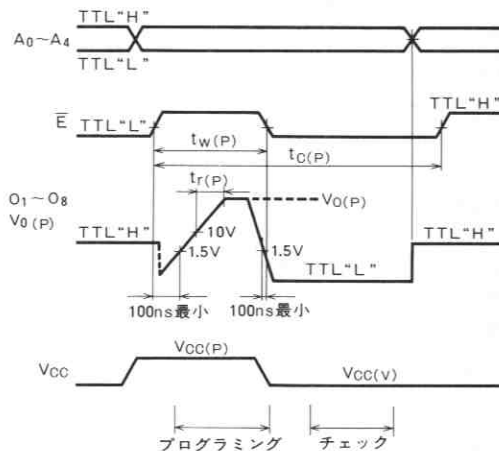 TTL"H"
A0~A4
TTL"L"
E TTL"L" TTL"H"
tW(P)
tC(P)
tr(P)
O1~O8
VO(P)
V0(P)
TTL"H" TTL"H"
10V
1.5V 1.5V
TTL"L"
100ns最小 100ns最小
VCC(P)
VCC VCC(V)
プログラミング チェック